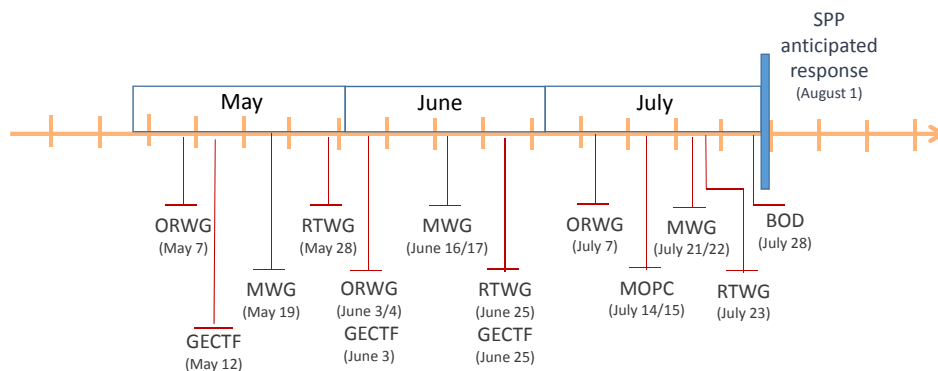 SPP
anticipated
response
(August 1)
May
June
July
ORWG
(May 7)
GECTF
(May 12)
MWG
(May 19)
RTWG
(May 28)
ORWG
(June 3/4)
GECTF
(June 3)
MWG
(June 16/17)
RTWG
(June 25)
GECTF
(June 25)
ORWG
(July 7)
MOPC
(July 14/15)
MWG
(July 21/22)
RTWG
(July 23)
BOD
(July 28)